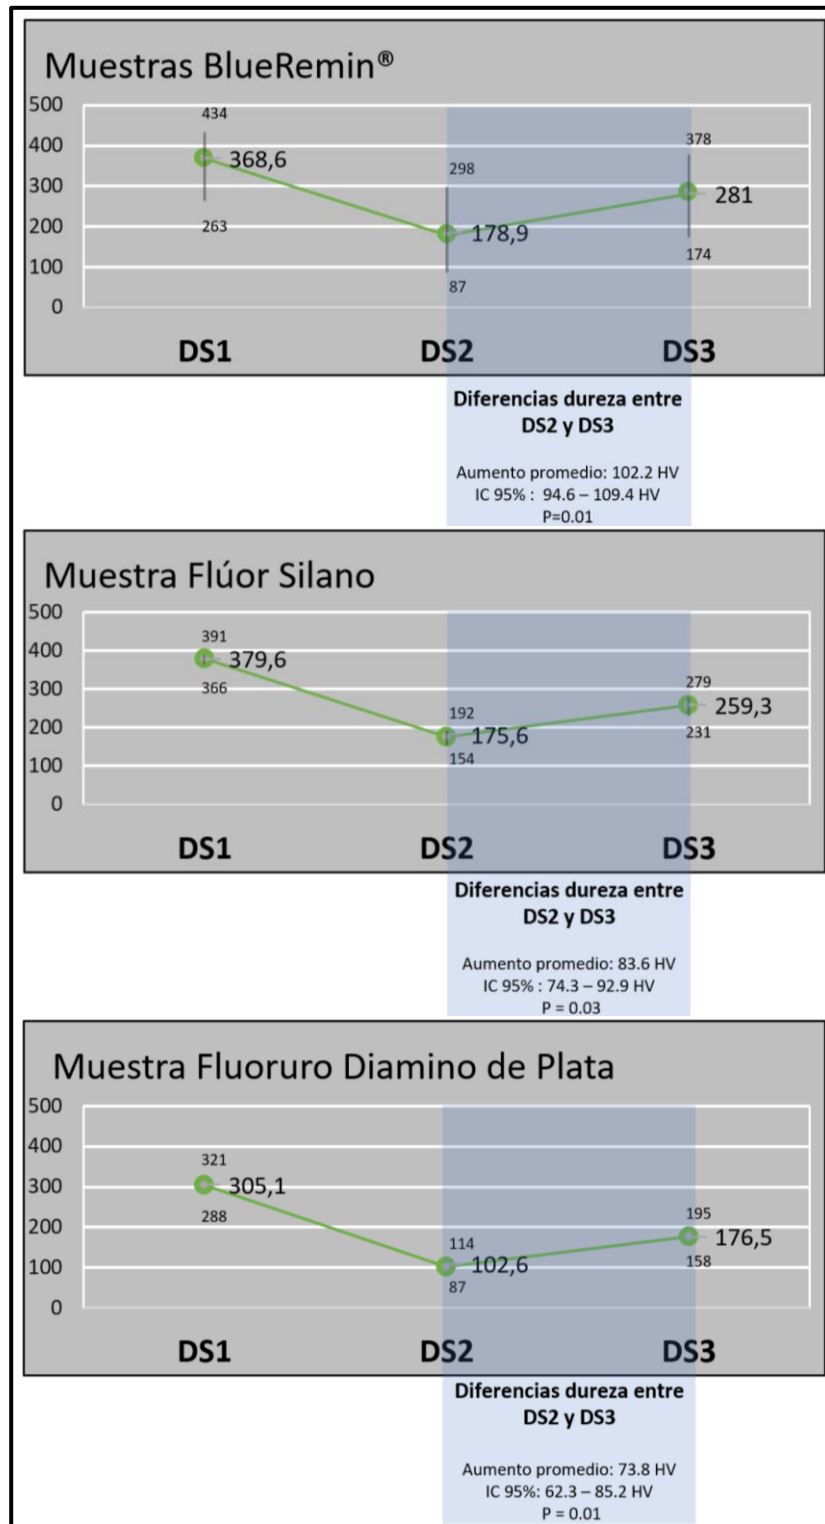 Muestras BlueRemin®
500
400
300
200
100
0
434
368,6
263
298
178,9
87
378
281
174
DS1 DS2 DS3
Diferencias dureza entre
DS2 y DS3
Aumento promedio: 102.2 HV
IC 95% : 94.6 – 109.4 HV
P=0.01
Muestra Flúor Silano
500
400
300
200
100
0
391
379,6
366
192
175,6
154
279
259,3
231
DS1 DS2 DS3
Diferencias dureza entre
DS2 y DS3
Aumento promedio: 83.6 HV
IC 95% : 74.3 – 92.9 HV
P = 0.03
Muestra Fluoruro Diamino de Plata
500
400
300
200
100
0
321
305,1
288
114
102,6
87
195
176,5
158
DS1 DS2 DS3
Diferencias dureza entre
DS2 y DS3
Aumento promedio: 73.8 HV
IC 95%: 62.3 – 85.2 HV
P = 0.01